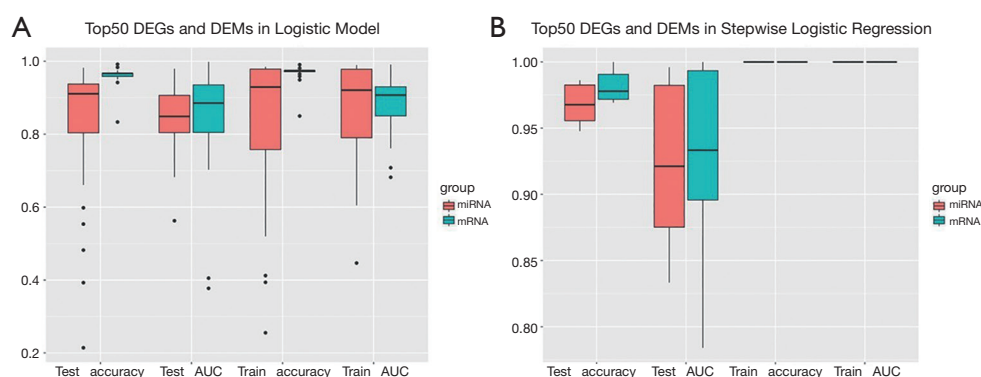 A
Top50 DEGs and DEMs in Logistic Model
1.0
0.8
0.6
0.4
0.2
Test accuracy
Test AUC
Train accuracy
Train AUC
group
miRNA
mRNA
B
Top50 DEGs and DEMs in Stepwise Logistic Regression
1.00
0.95
0.90
0.85
0.80
Test accuracy
Test AUC
Train accuracy
Train AUC
group
miRNA
mRNA